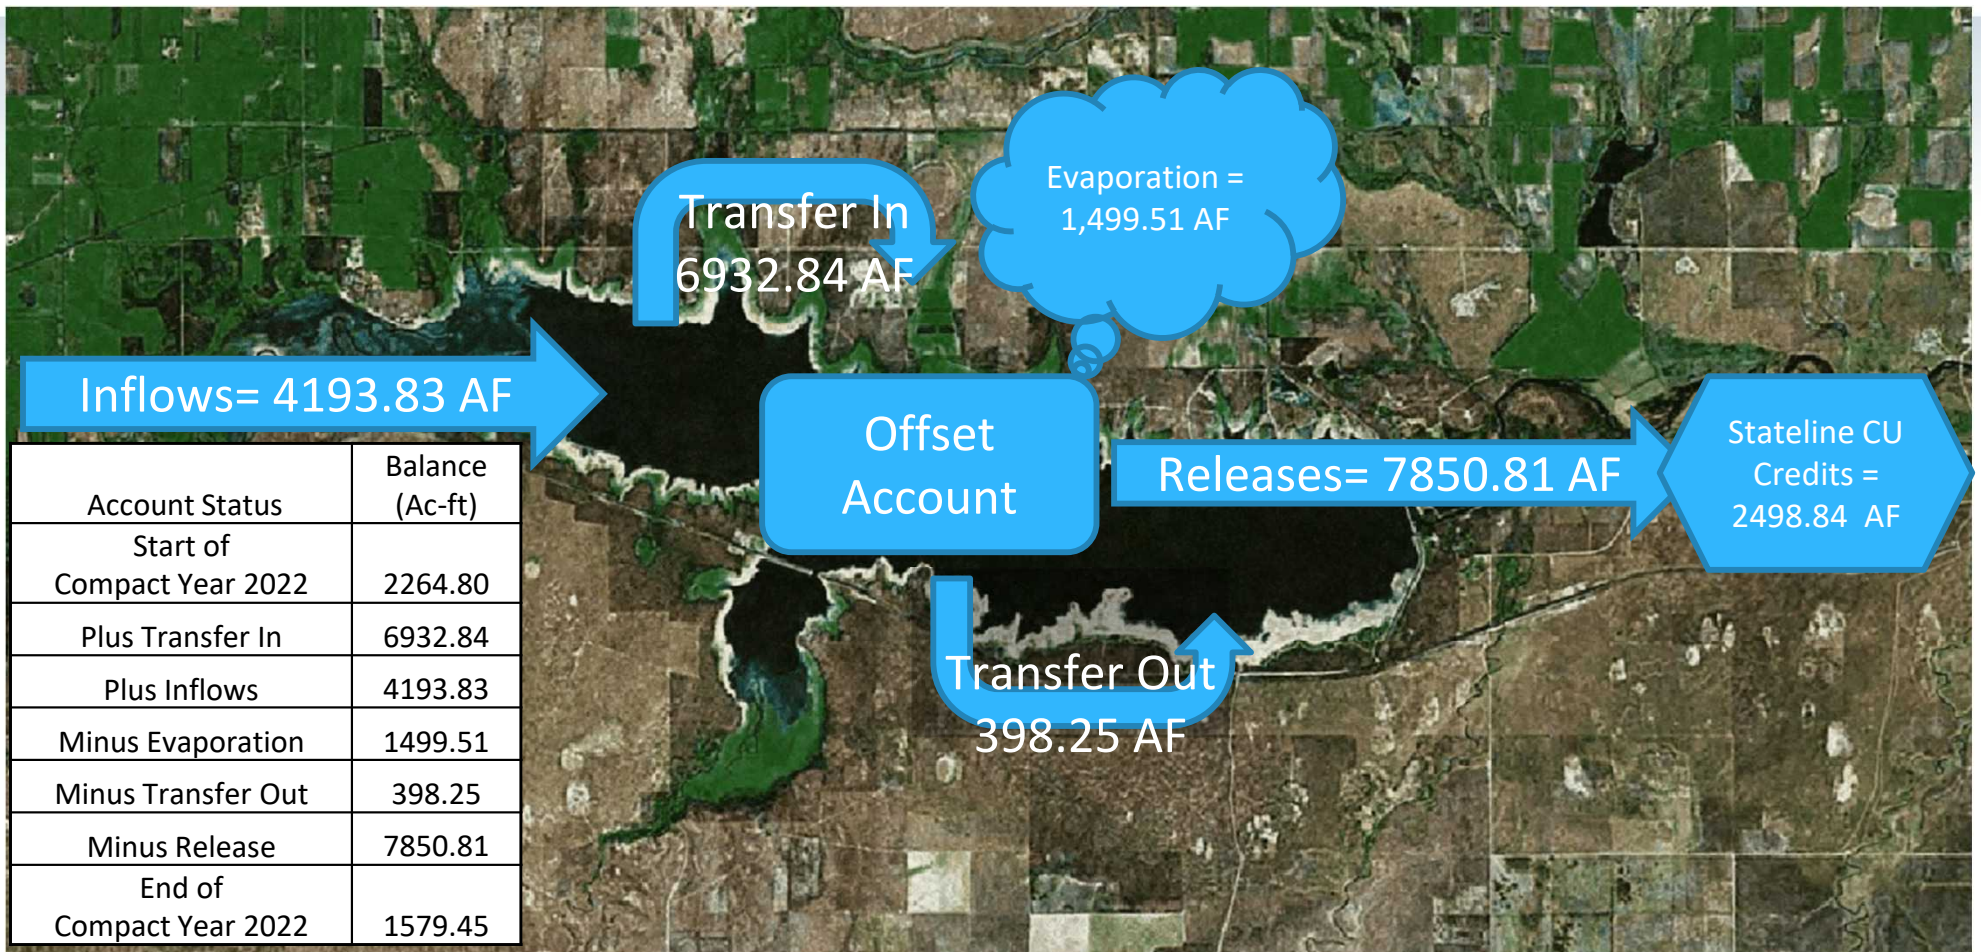 Transfer In
6932.84 AF
Evaporation =
1,499.51 AF
Inflows= 4193.83 AF
Offset
Account
Releases= 7850.81 AF
Stateline CU
Credits =
2498.84 AF
Transfer Out
398.25 AF
Account Status
Balance
(Ac-ft)
Start of
Compact Year 2022
2264.80
Plus Transfer In
6932.84
Plus Inflows
4193.83
Minus Evaporation
1499.51
Minus Transfer Out
398.25
Minus Release
7850.81
End of
Compact Year 2022
1579.45